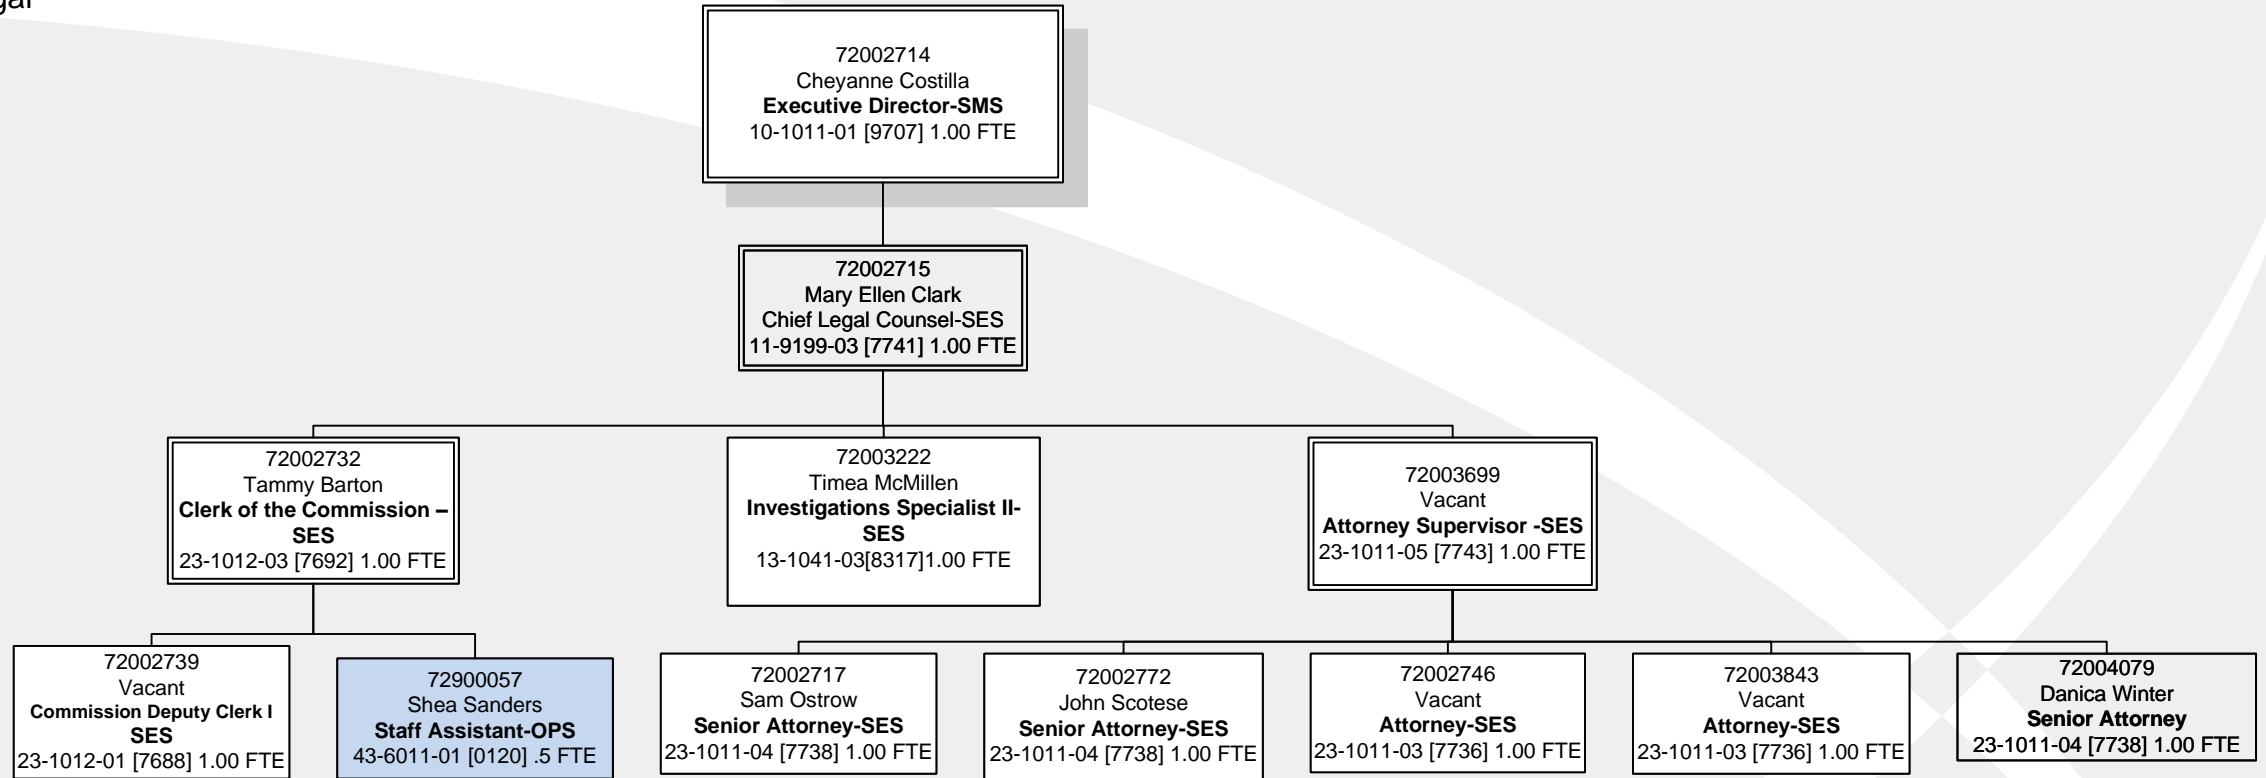 72002714
Cheyanne Costilla
Executive Director-SMS
10-1011-01 [9707] 1.00 FTE
72002715
Mary Ellen Clark
Chief Legal Counsel-SES
11-9199-03 [7741] 1.00 FTE
72002732
Tammy Barton
Clerk of the Commission –
SES
23-1012-03 [7692] 1.00 FTE
72003222
Timea McMillen
Investigations Specialist II-
SES
13-1041-03[8317]1.00 FTE
72003699
Vacant
Attorney Supervisor -SES
23-1011-05 [7743] 1.00 FTE
72002739
Vacant
Commission Deputy Clerk I
SES
23-1012-01 [7688] 1.00 FTE
72900057
Shea Sanders
Staff Assistant-OPS
43-6011-01 [0120] .5 FTE
72002717
Sam Ostrow
Senior Attorney-SES
23-1011-04 [7738] 1.00 FTE
72002772
John Scotese
Senior Attorney-SES
23-1011-04 [7738] 1.00 FTE
72002746
Vacant
Attorney-SES
23-1011-03 [7736] 1.00 FTE
72003843
Vacant
Attorney-SES
23-1011-03 [7736] 1.00 FTE
72004079
Danica Winter
Senior Attorney
23-1011-04 [7738] 1.00 FTE